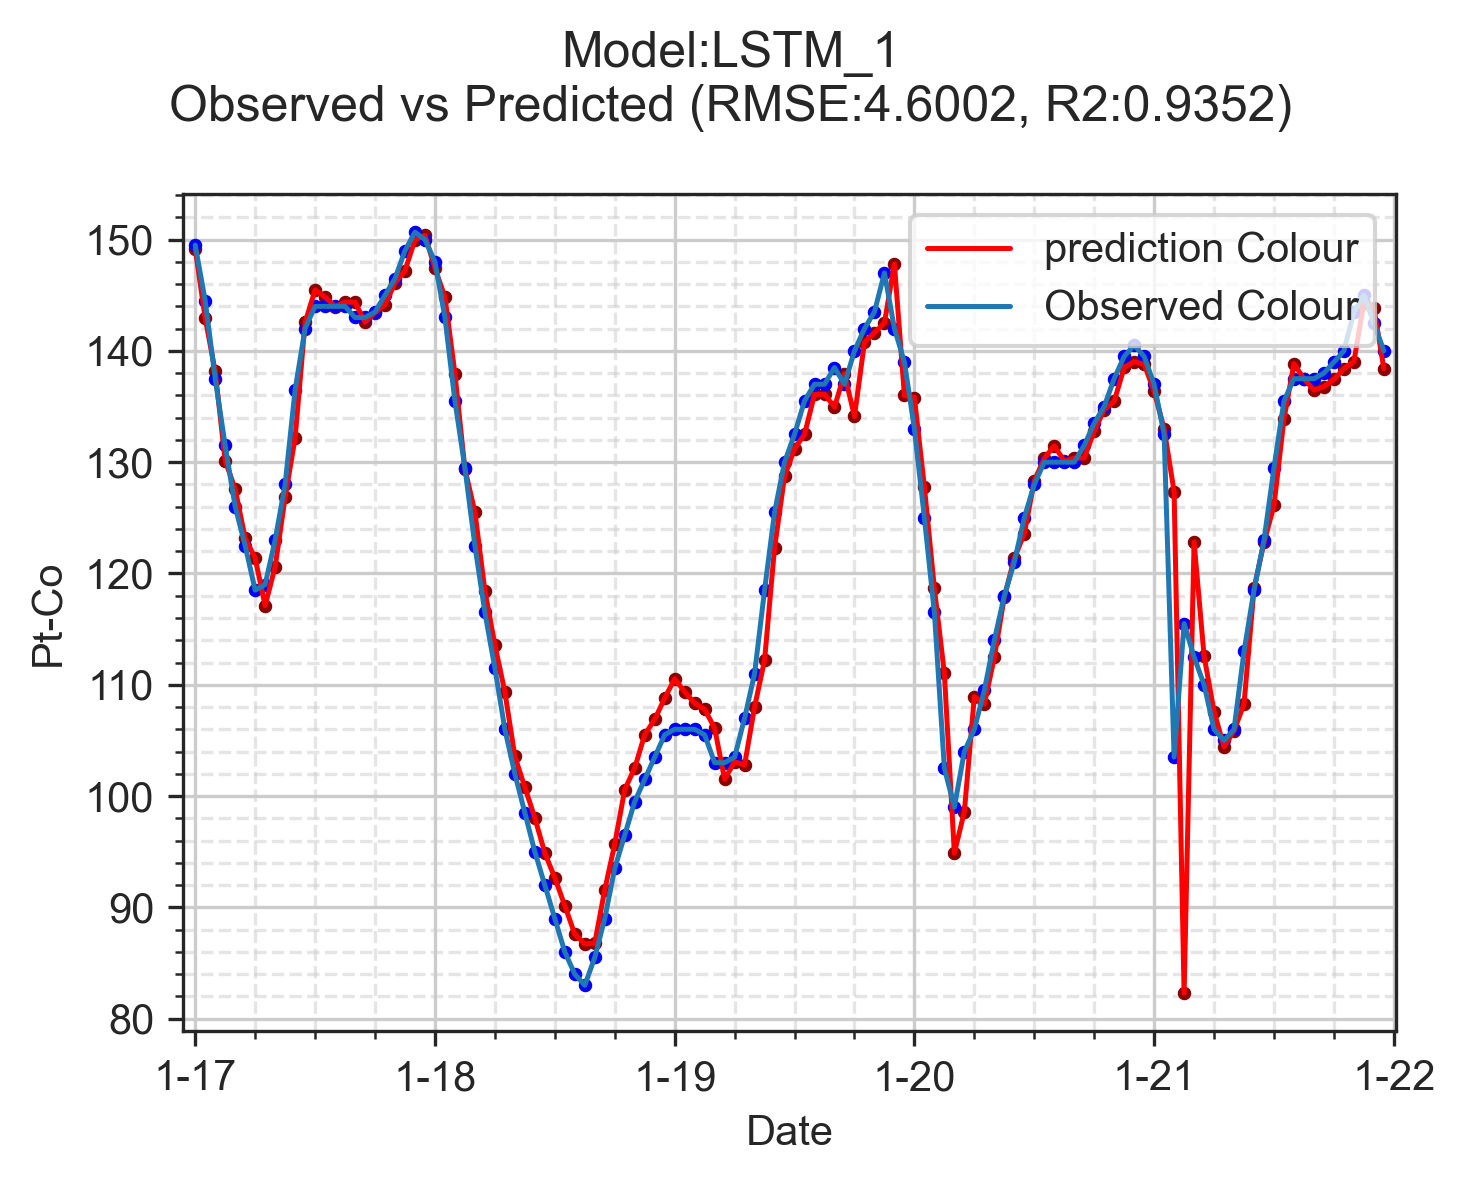 Model:LSTM_1
Observed vs Predicted (RMSE:4.6002, R2:0.9352)
prediction Colour
Observed Colour
150
140
130
120
110
100
90
80
Pt-Co
1-17 1-18 1-19 1-20 1-21 1-22
Date